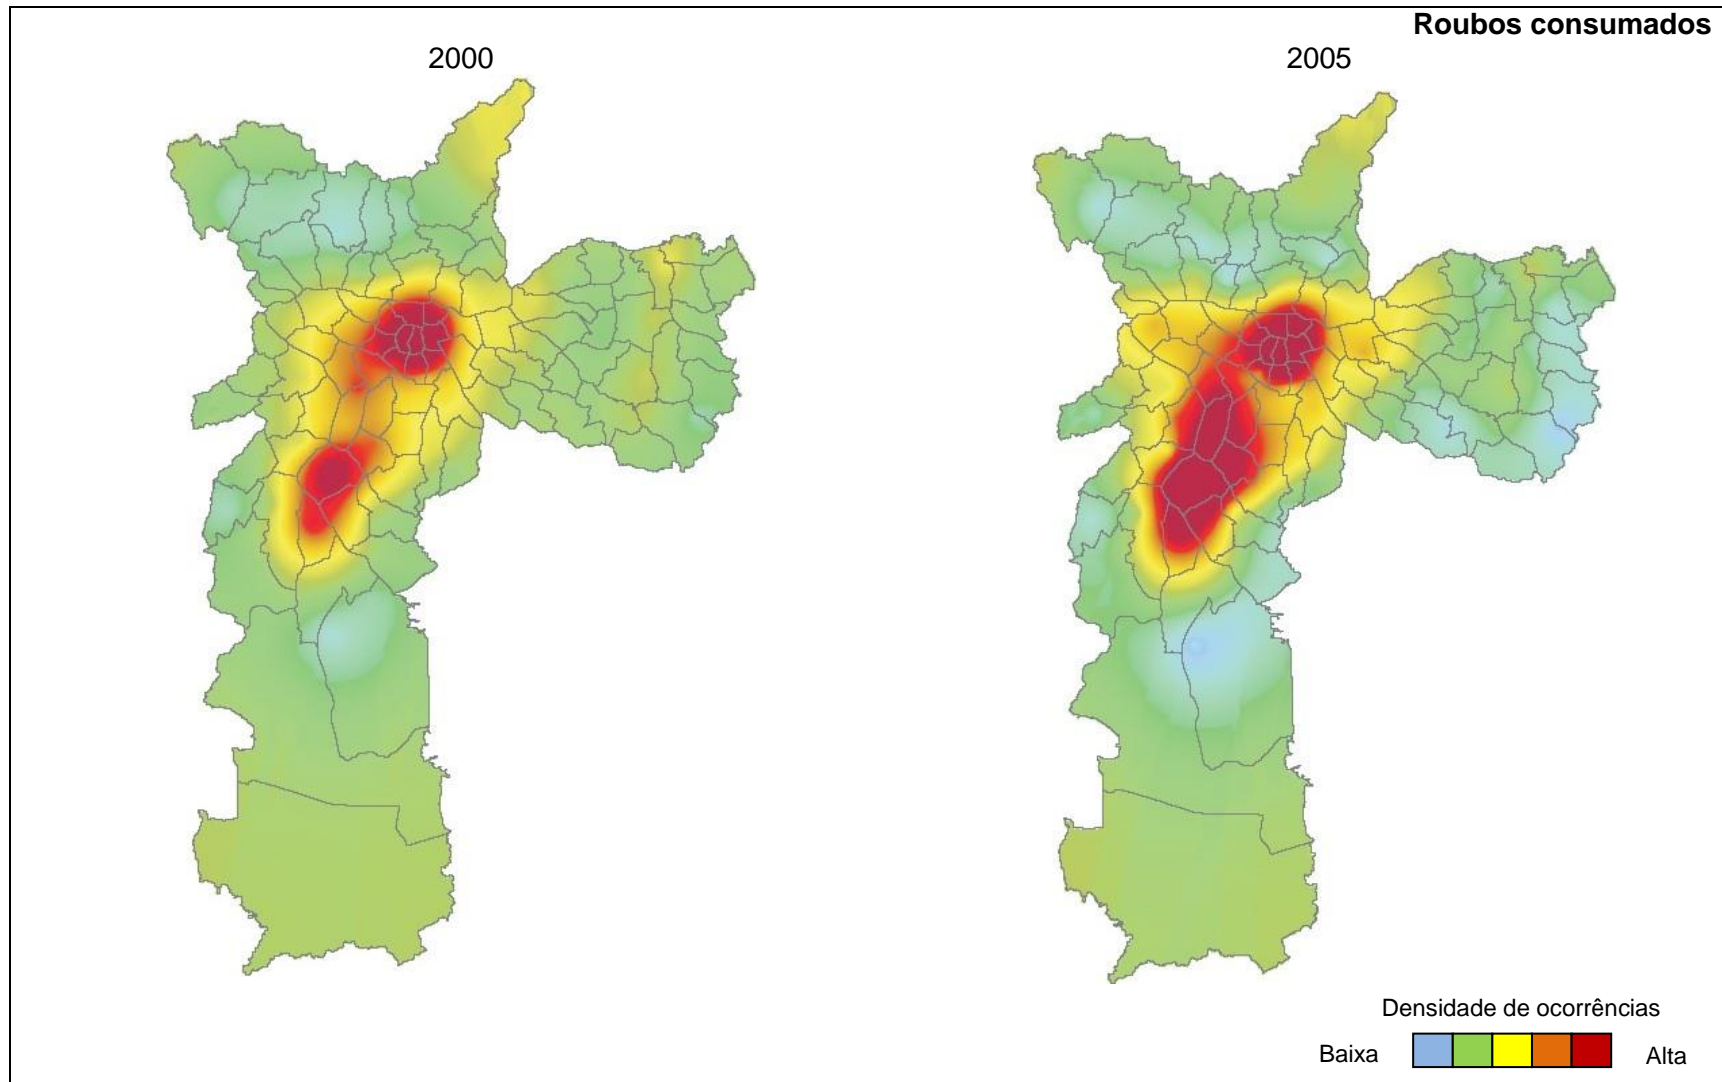 Roubos consumados
2000
2005
Densidade de ocorrências
Baixa
Alta